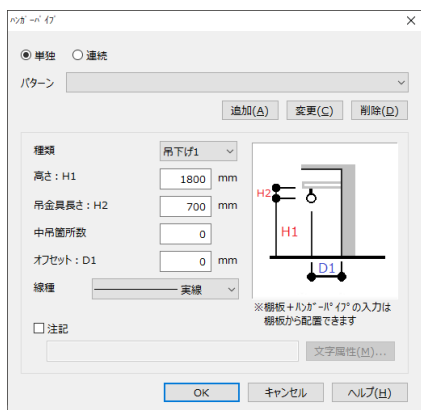 ﾊﾝｶﾞｰﾊﾟｲﾌﾟ
単独 連続
パターン
追加(A) 変更(C) 削除(D)
種類 吊下げ1
高さ：H1 1800 mm
吊金具長さ：H2 700 mm
中吊箇所数 0
オフセット：D1 0 mm
線種 実線
H2
H1
D1
※棚板＋ﾊﾝｶﾞｰﾊﾟｲﾌﾟの入力は
棚板から配置できます
注記
文字属性(M)...
OK キャンセル ヘルプ(H)